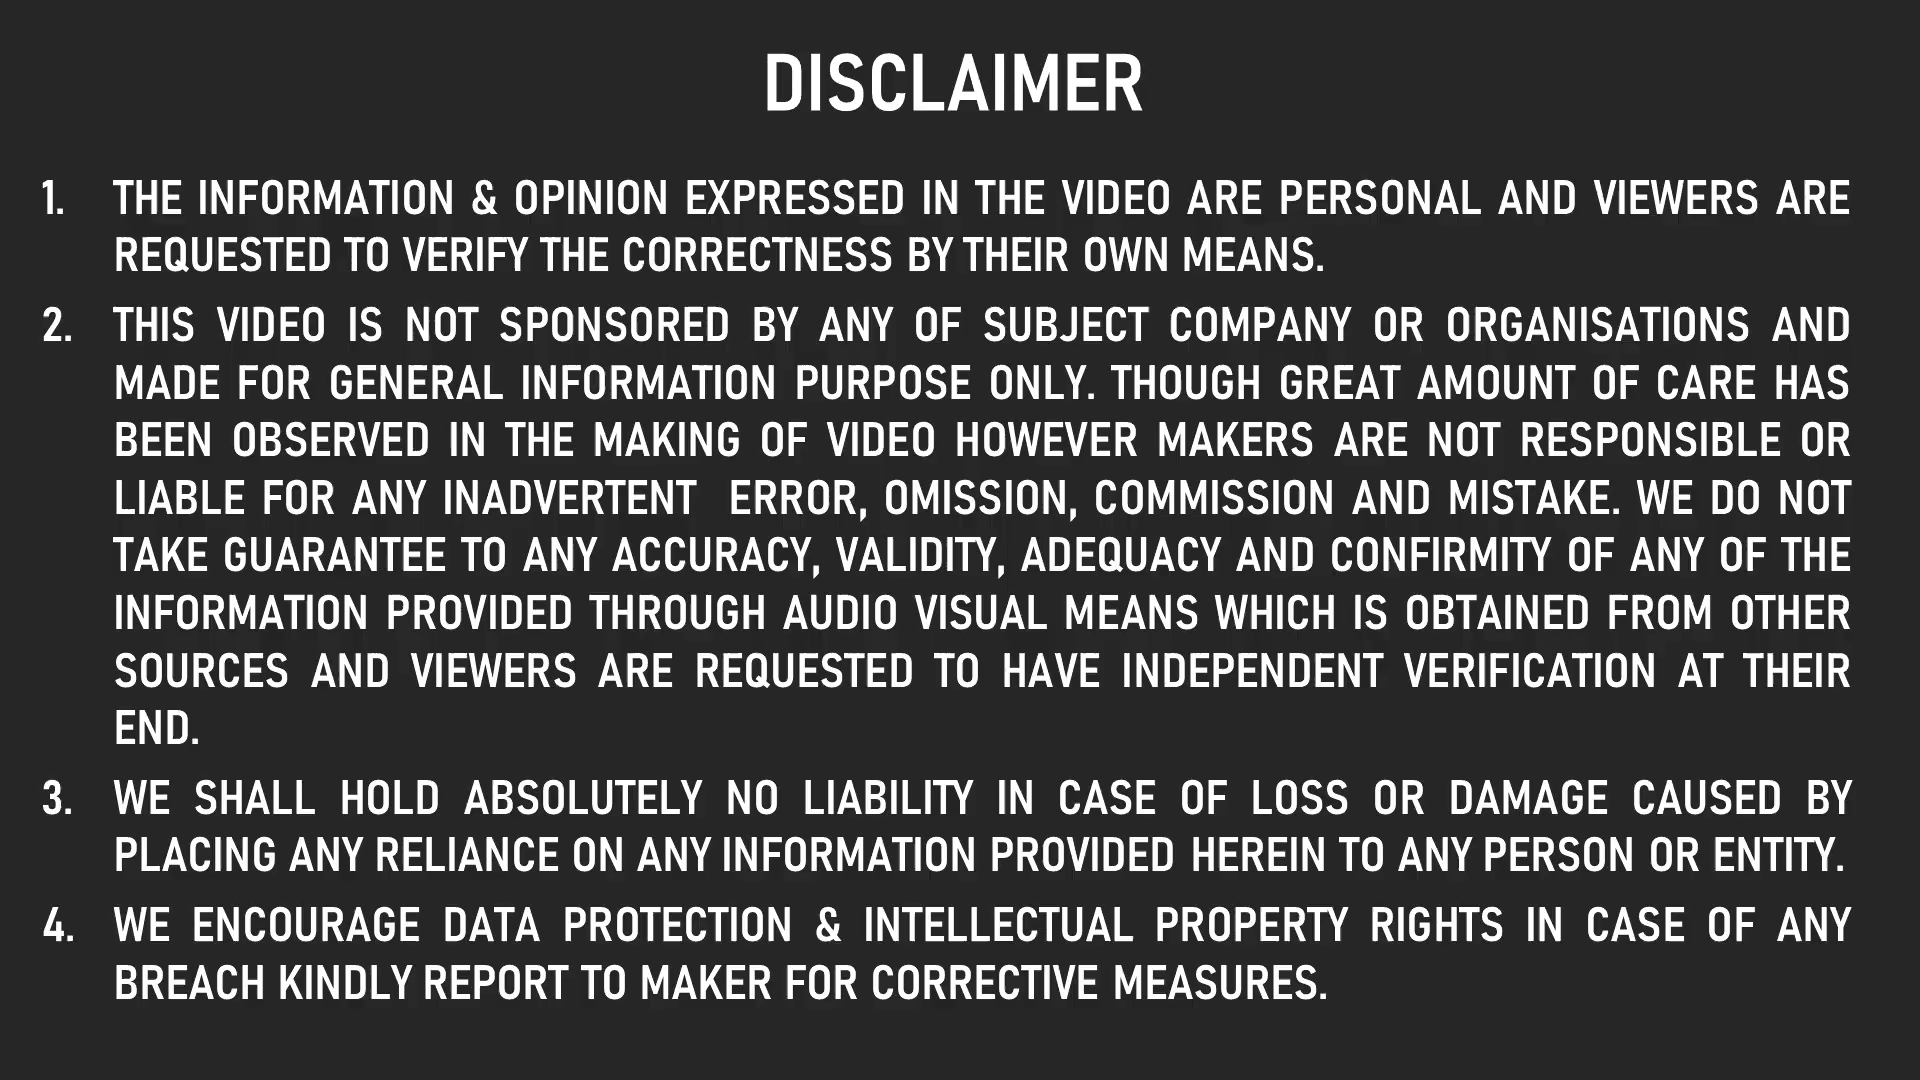 DISCLAIMER
1. THE INFORMATION & OPINION EXPRESSED IN THE VIDEO ARE PERSONAL AND VIEWERS ARE
REQUESTED TO VERIFY THE CORRECTNESS BY THEIR OWN MEANS.
2. THIS VIDEO IS NOT SPONSORED BY ANY OF SUBJECT COMPANY OR ORGANISATIONS AND
MADE FOR GENERAL INFORMATION PURPOSE ONLY. THOUGH GREAT AMOUNT OF CARE HAS
BEEN OBSERVED IN THE MAKING OF VIDEO HOWEVER MAKERS ARE NOT RESPONSIBLE OR
LIABLE FOR ANY INADVERTENT  ERROR, OMISSION, COMMISSION AND MISTAKE. WE DO NOT
TAKE GUARANTEE TO ANY ACCURACY, VALIDITY, ADEQUACY AND CONFIRMITY OF ANY OF THE
INFORMATION PROVIDED THROUGH AUDIO VISUAL MEANS WHICH IS OBTAINED FROM OTHER
SOURCES AND VIEWERS ARE REQUESTED TO HAVE INDEPENDENT VERIFICATION AT THEIR
END.
3. WE SHALL HOLD ABSOLUTELY NO LIABILITY IN CASE OF LOSS OR DAMAGE CAUSED BY
PLACING ANY RELIANCE ON ANY INFORMATION PROVIDED HEREIN TO ANY PERSON OR ENTITY.
4. WE ENCOURAGE DATA PROTECTION & INTELLECTUAL PROPERTY RIGHTS IN CASE OF ANY
BREACH KINDLY REPORT TO MAKER FOR CORRECTIVE MEASURES.